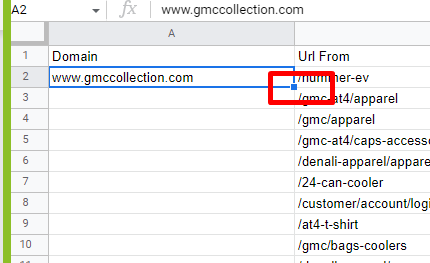 A2 fx www.gmccollection.com
A
1 Domain Url From
2 www.gmccollection.com /hummer-ev
3 /gmc-at4/apparel
4 /gmc/apparel
5 /gmc-at4/caps-accesso
6 /denali-apparel/appare
7 /24-can-cooler
8 /customer/account/logi
9 /at4-t-shirt
10 /gmc/bags-coolers